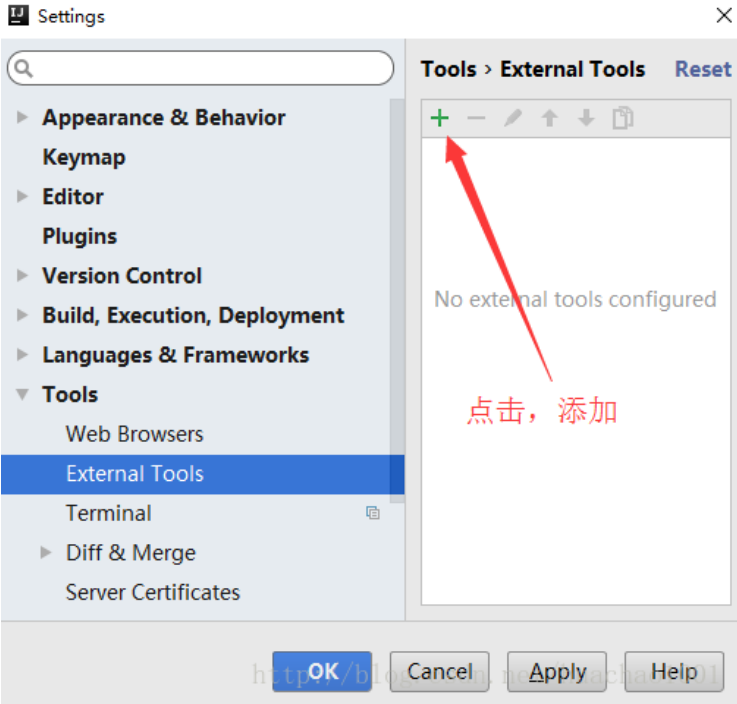 IJ Settings
Tools › External Tools Reset
Appearance & Behavior
Keymap
Editor
Plugins
Version Control
Build, Execution, Deployment
Languages & Frameworks
Tools
Web Browsers
External Tools
Terminal
Diff & Merge
Server Certificates
No external tools configured
点击，添加
OK Cancel Apply Help